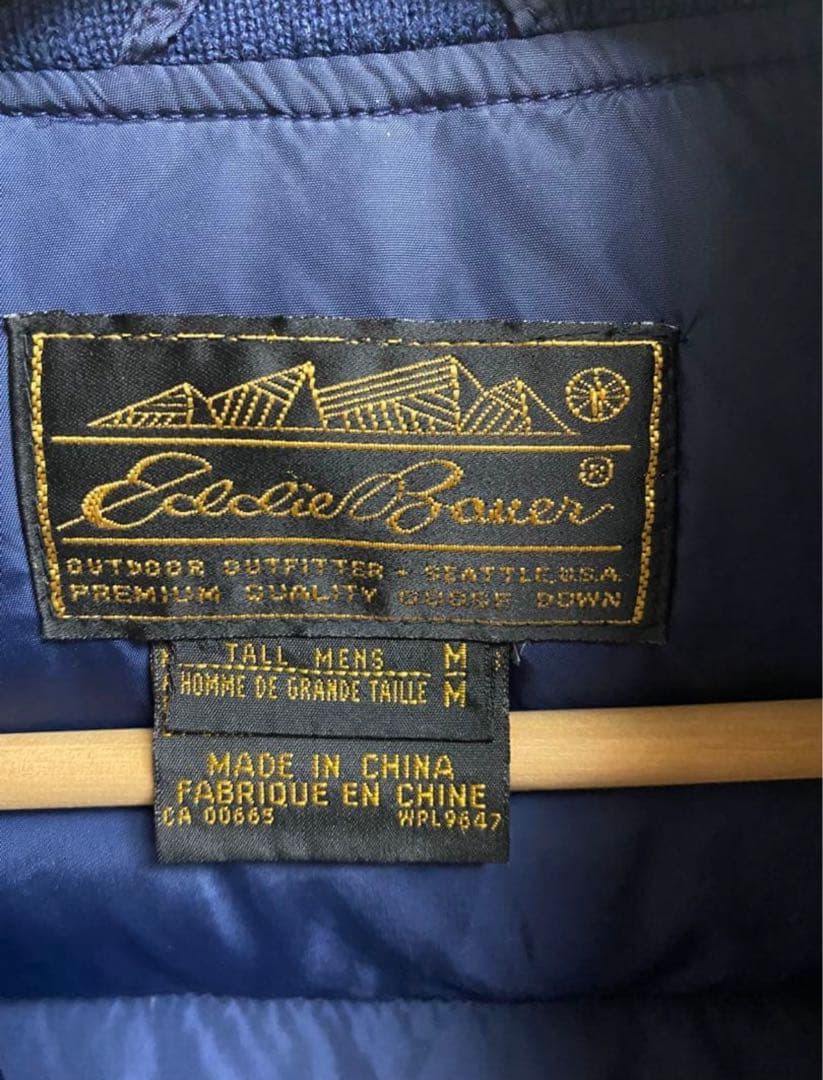 Eddie Bauer®
OUTDOOR OUTFITTER - SEATTLE, U.S.A.
PREMIUM QUALITY GOOSE DOWN
TALL MENS M
HOMME DE GRANDE TAILLE M
MADE IN CHINA
FABRIQUE EN CHINE
CA 00663 WPL9647